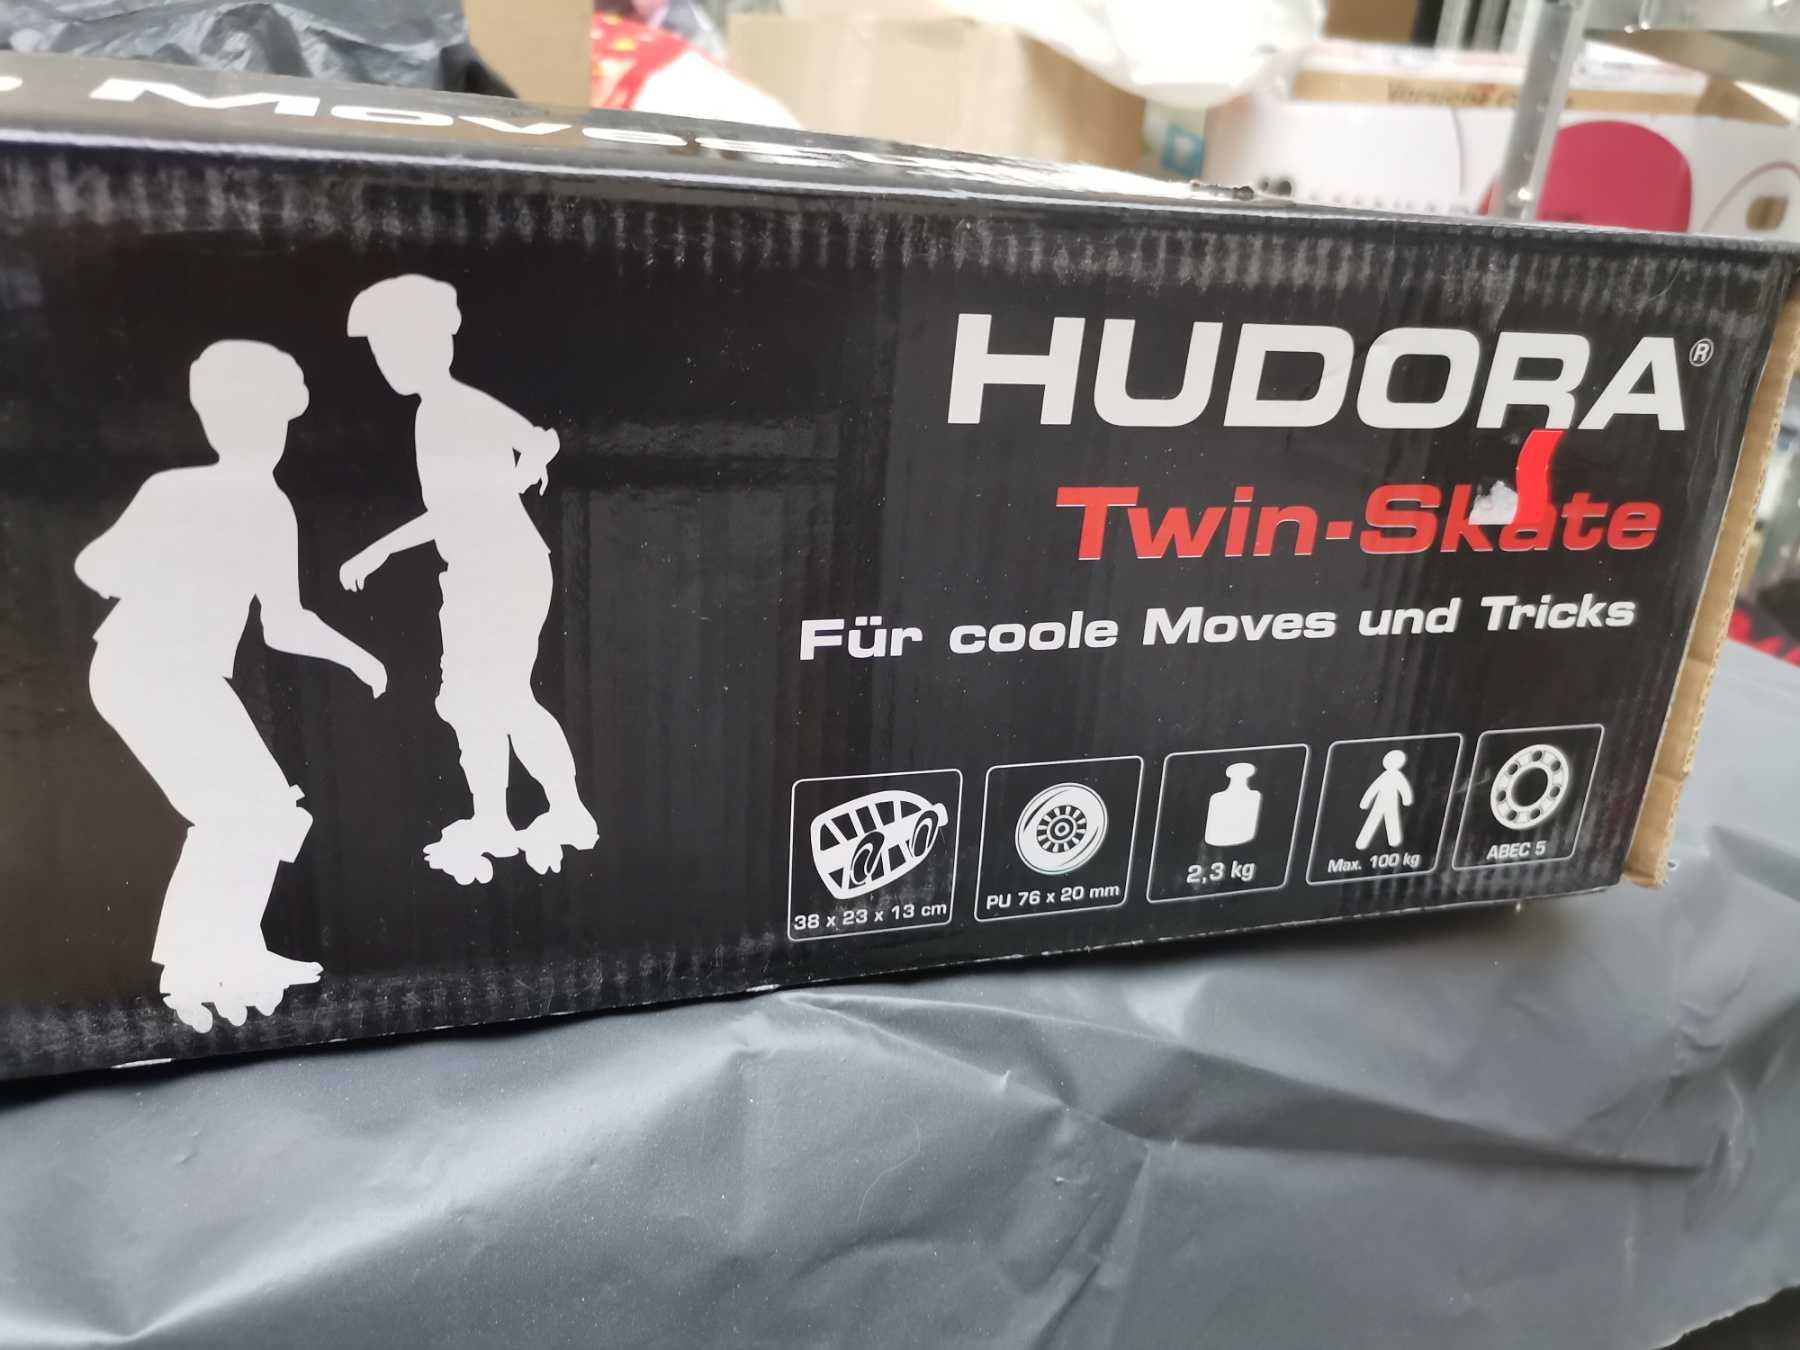 Moves
HUDORA®
Twin-Skate
Für coole Moves und Tricks
38 x 23 x 13 cm
PU 76 x 20 mm
2,3 kg
Max. 100 kg
ABEC 5